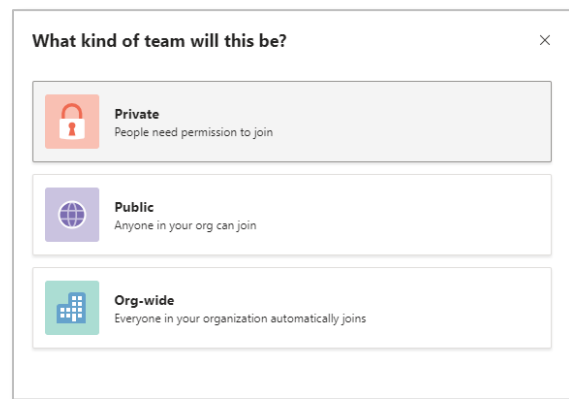 What kind of team will this be?
Private
People need permission to join
Public
Anyone in your org can join
Org-wide
Everyone in your organization automatically joins